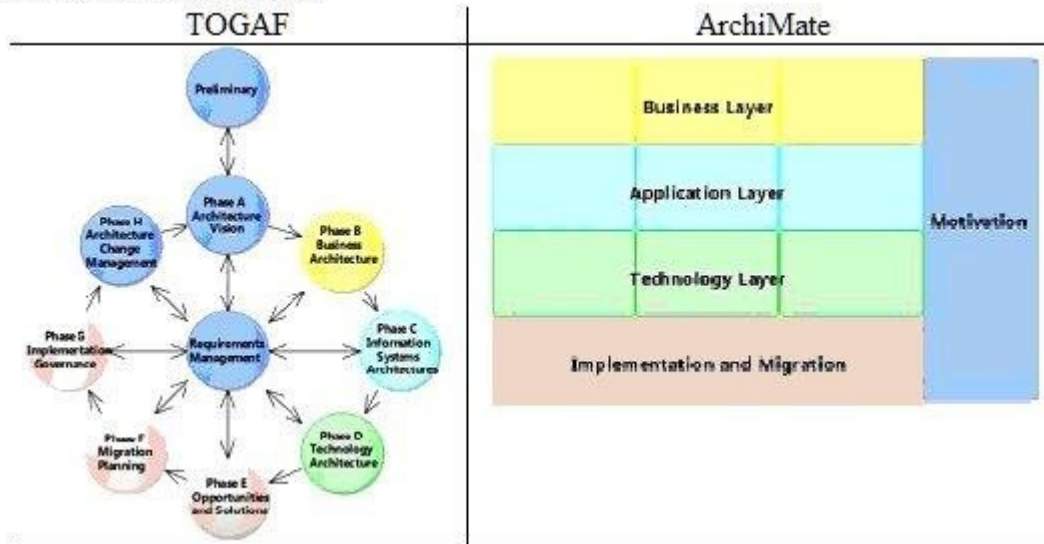 TOGAF
ArchiMate
Preliminary
Phase A
Architecture
Vision
Phase H
Architecture
Change
Management
Phase B
Business
Architecture
Phase G
Implementation
Governance
Requirements
Management
Phase C
Information
Systems
Architectures
Phase F
Migration
Planning
Phase D
Technology
Architecture
Phase E
Opportunities
and Solutions
Business Layer
Application Layer
Technology Layer
Implementation and Migration
Motivation